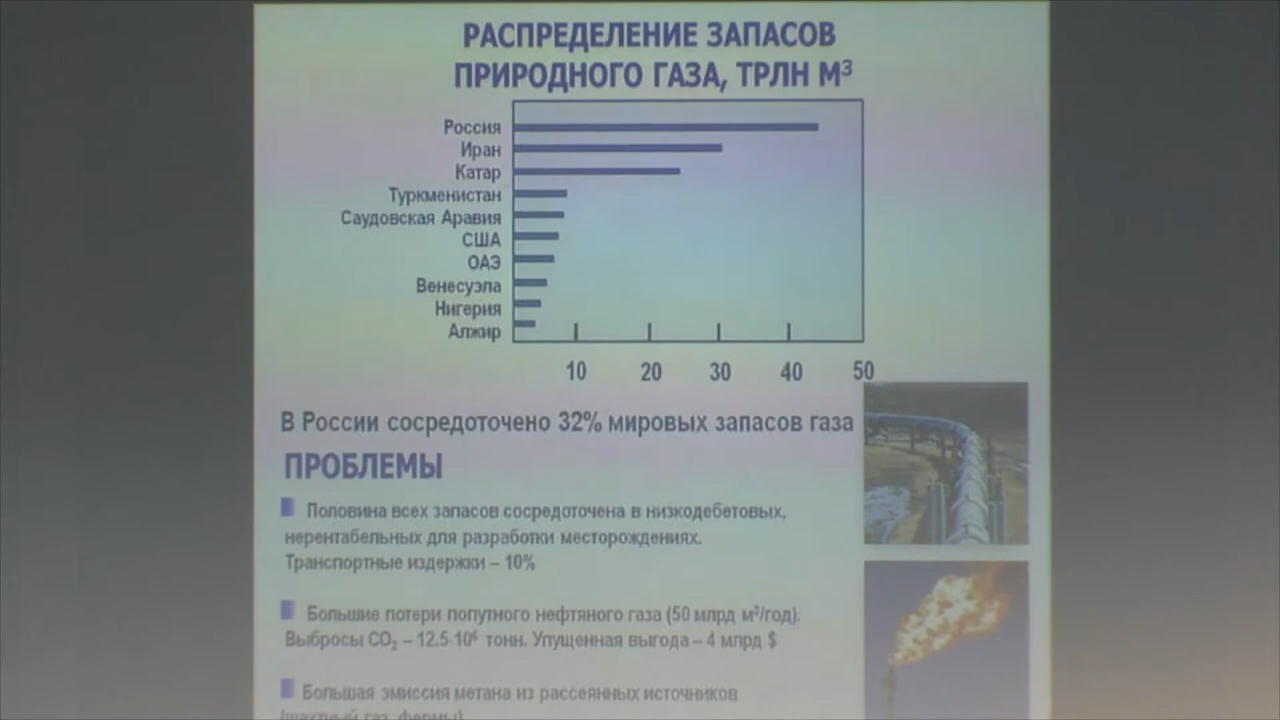 РАСПРЕДЕЛЕНИЕ ЗАПАСОВ
ПРИРОДНОГО ГАЗА, ТРЛН М³
Россия
Иран
Катар
Туркменистан
Саудовская Аравия
США
ОАЭ
Венесуэла
Нигерия
Алжир
10 20 30 40 50
В России сосредоточено 32% мировых запасов газа
ПРОБЛЕМЫ
Половина всех запасов сосредоточена в низкодебетовых,
нерентабельных для разработки месторождениях.
Транспортные издержки – 10%
Большие потери попутного нефтяного газа (50 млрд м³/год).
Выбросы CO₂ – 12.5·10⁶ тонн. Упущенная выгода – 4 млрд $
Большая эмиссия метана из рассеянных источников
(шахтный газ, фермы)